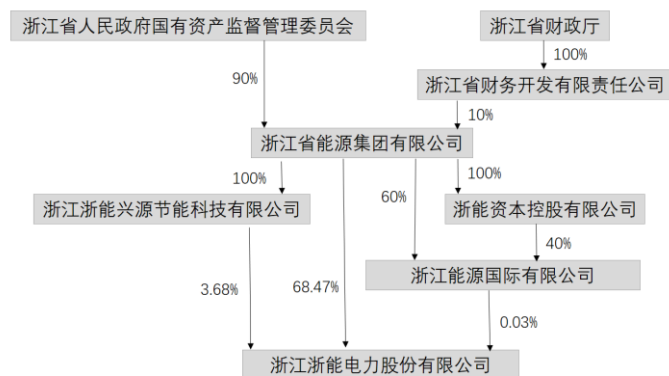 浙江省人民政府国有资产监督管理委员会
浙江省财政厅
100%
90%
浙江省财务开发有限责任公司
10%
浙江省能源集团有限公司
100%
100%
60%
浙江浙能兴源节能科技有限公司
浙能资本控股有限公司
40%
浙江能源国际有限公司
3.68%
68.47%
0.03%
浙江浙能电力股份有限公司